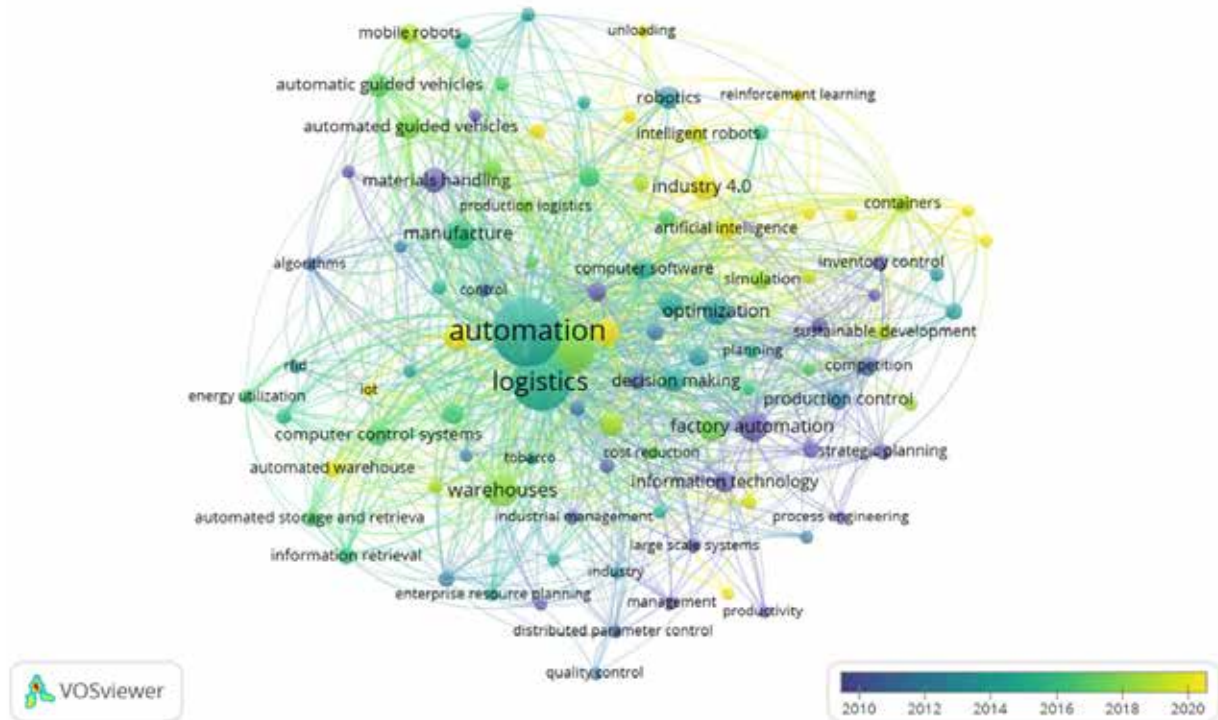 unloading
mobile robots
automatic guided vehicles
robotics
reinforcement learning
automated guided vehicles
intelligent robots
materials handling
industry 4.0
production logistics
containers
manufacture
artificial intelligence
algorithms
computer software
inventory control
control
simulation
optimization
automation
sustainable development
planning
rfid
competition
logistics
decision making
iot
energy utilization
production control
factory automation
computer control systems
cost reduction
strategic planning
tobacco
automated warehouse
information technology
warehouses
automated storage and retrieva
industrial management
process engineering
information retrieval
large scale systems
industry
enterprise resource planning
management
productivity
distributed parameter control
quality control
VOSviewer
2010 2012 2014 2016 2018 2020